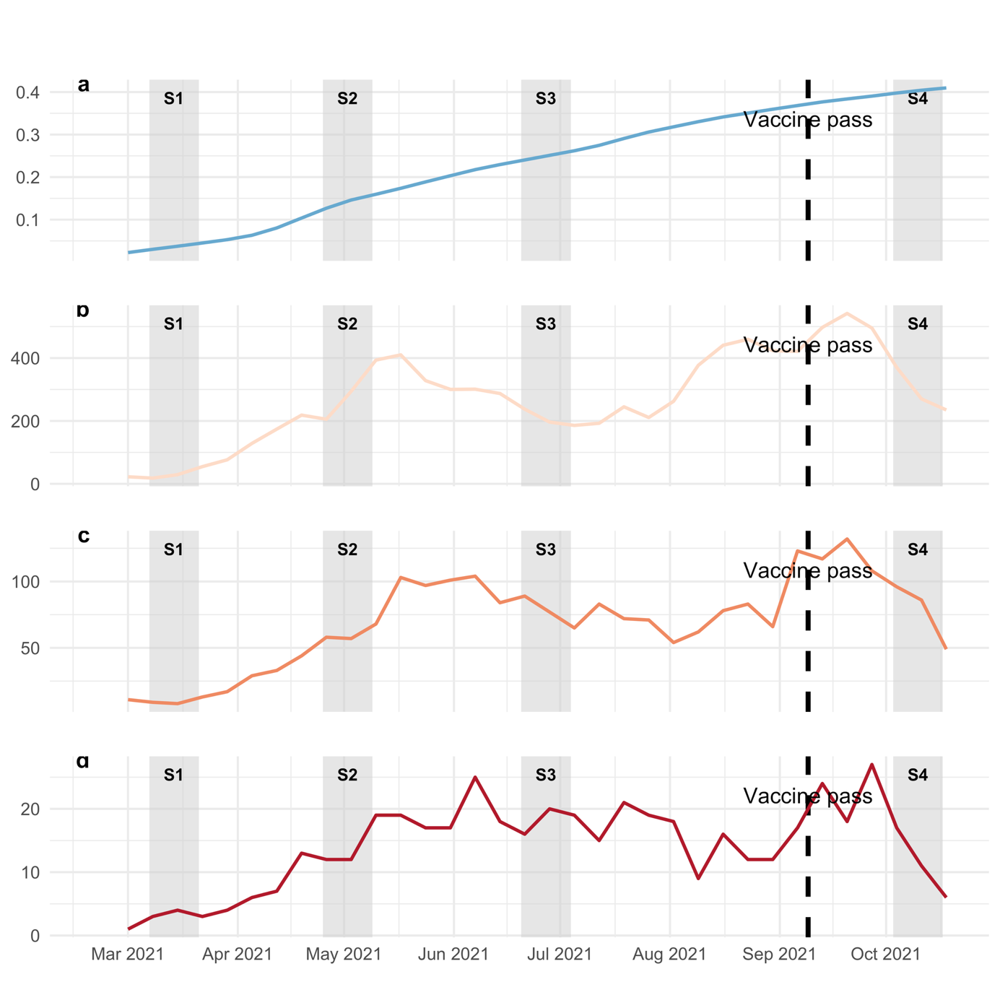 a
S1 S2 S3 S4
0.4
Vaccine pass
0.3
0.2
0.1
b
S1 S2 S3 S4
Vaccine pass
400
200
0
c
S1 S2 S3 S4
Vaccine pass
100
50
d
S1 S2 S3 S4
Vaccine pass
20
10
0
Mar 2021 Apr 2021 May 2021 Jun 2021 Jul 2021 Aug 2021 Sep 2021 Oct 2021